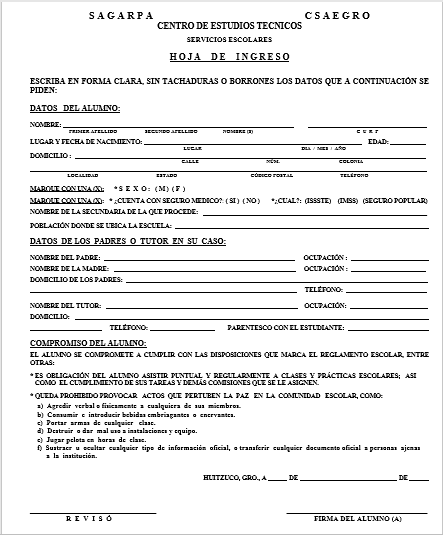 S A G A R P A C S A E G R O
CENTRO DE ESTUDIOS TECNICOS
SERVICIOS ESCOLARES
H O J A D E I N G R E S O
ESCRIBA EN FORMA CLARA, SIN TACHADURAS O BORRONES LOS DATOS QUE A CONTINUACIÓN SE
PIDEN:
DATOS DEL ALUMNO:
NOMBRE:
PRIMER APELLIDO SEGUNDO APELLIDO NOMBRE (S) C U R P
LUGAR Y FECHA DE NACIMIENTO: EDAD:
LUGAR DIA / MES / AÑO
DOMICILIO :
CALLE NÚM. COLONIA
LOCALIDAD ESTADO CÓDIGO POSTAL TELÉFONO
MARQUE CON UNA (X): * S E X O : ( M ) ( F )
MARQUE CON UNA (X): * ¿CUENTA CON SEGURO MEDICO?: ( SI ) ( NO ) *¿CUAL?: (ISSSTE) (IMSS) (SEGURO POPULAR)
NOMBRE DE LA SECUNDARIA DE LA QUE PROCEDE:
POBLACIÓN DONDE SE UBICA LA ESCUELA:
DATOS DE LOS PADRES O TUTOR EN SU CASO:
NOMBRE DEL PADRE: OCUPACIÓN :
NOMBRE DE LA MADRE: OCUPACIÓN :
DOMICILIO DE LOS PADRES:
TELÉFONO:
NOMBRE DEL TUTOR: OCUPACIÓN:
DOMICILIO:
TELÉFONO: PARENTESCO CON EL ESTUDIANTE:
COMPROMISO DEL ALUMNO:
EL ALUMNO SE COMPROMETE A CUMPLIR CON LAS DISPOSICIONES QUE MARCA EL REGLAMENTO ESCOLAR, ENTRE
OTRAS:
* ES OBLIGACIÓN DEL ALUMNO ASISTIR PUNTUAL Y REGULARMENTE A CLASES Y PRÁCTICAS ESCOLARES; ASI
COMO EL CUMPLIMIENTO DE SUS TAREAS Y DEMÁS COMISIONES QUE SE LE ASIGNEN.
* QUEDA PROHIBIDO PROVOCAR ACTOS QUE PERTUBEN LA PAZ EN LA COMUNIDAD ESCOLAR, COMO:
a) Agredir verbal o físicamente a cualquiera de sus miembros.
b) Consumir e introducir bebidas embriagantes o enervantes.
c) Portar armas de cualquier clase.
d) Destruir o dar mal uso a instalaciones y equipo.
e) Jugar pelota en horas de clase.
f) Sustraer u ocultar cualquier tipo de información oficial, o transferir cualquier documento oficial a personas ajenas
a la institución.
HUITZUCO, GRO., A DE DE
R E V I S Ó FIRMA DEL ALUMNO (A)